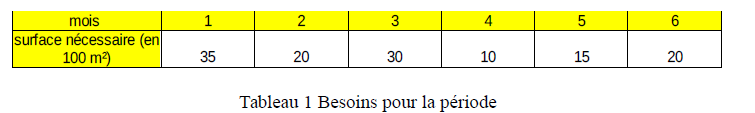 mois 1 2 3 4 5 6
surface nécessaire (en
100 m²) 35 20 30 10 15 20
Tableau 1 Besoins pour la période